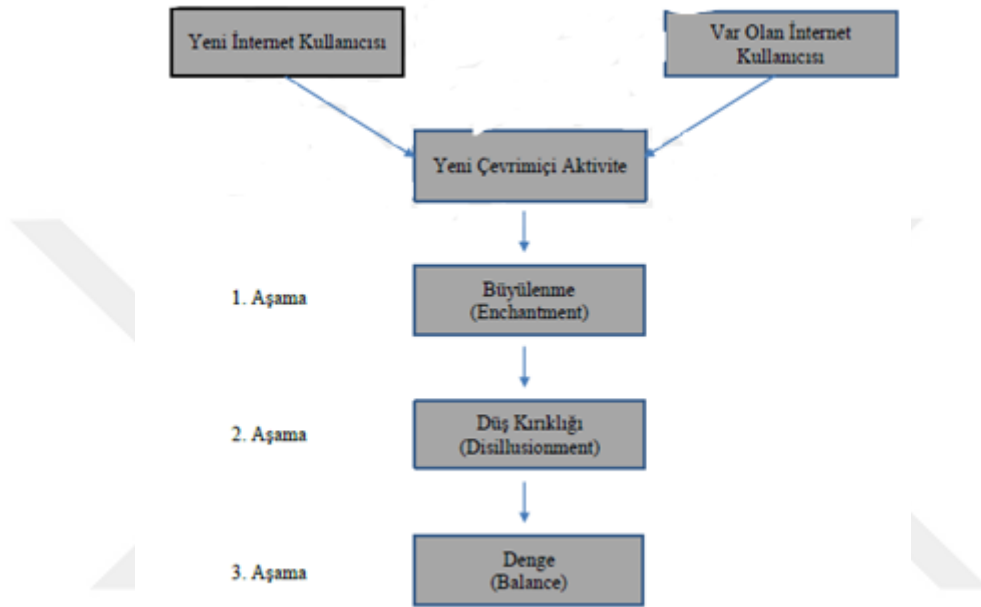 Yeni İnternet Kullanıcısı
Var Olan İnternet
Kullanıcısı
Yeni Çevrimiçi Aktivite
1. Aşama
Büyülenme
(Enchantment)
2. Aşama
Düş Kırıklığı
(Disillusionment)
3. Aşama
Denge
(Balance)